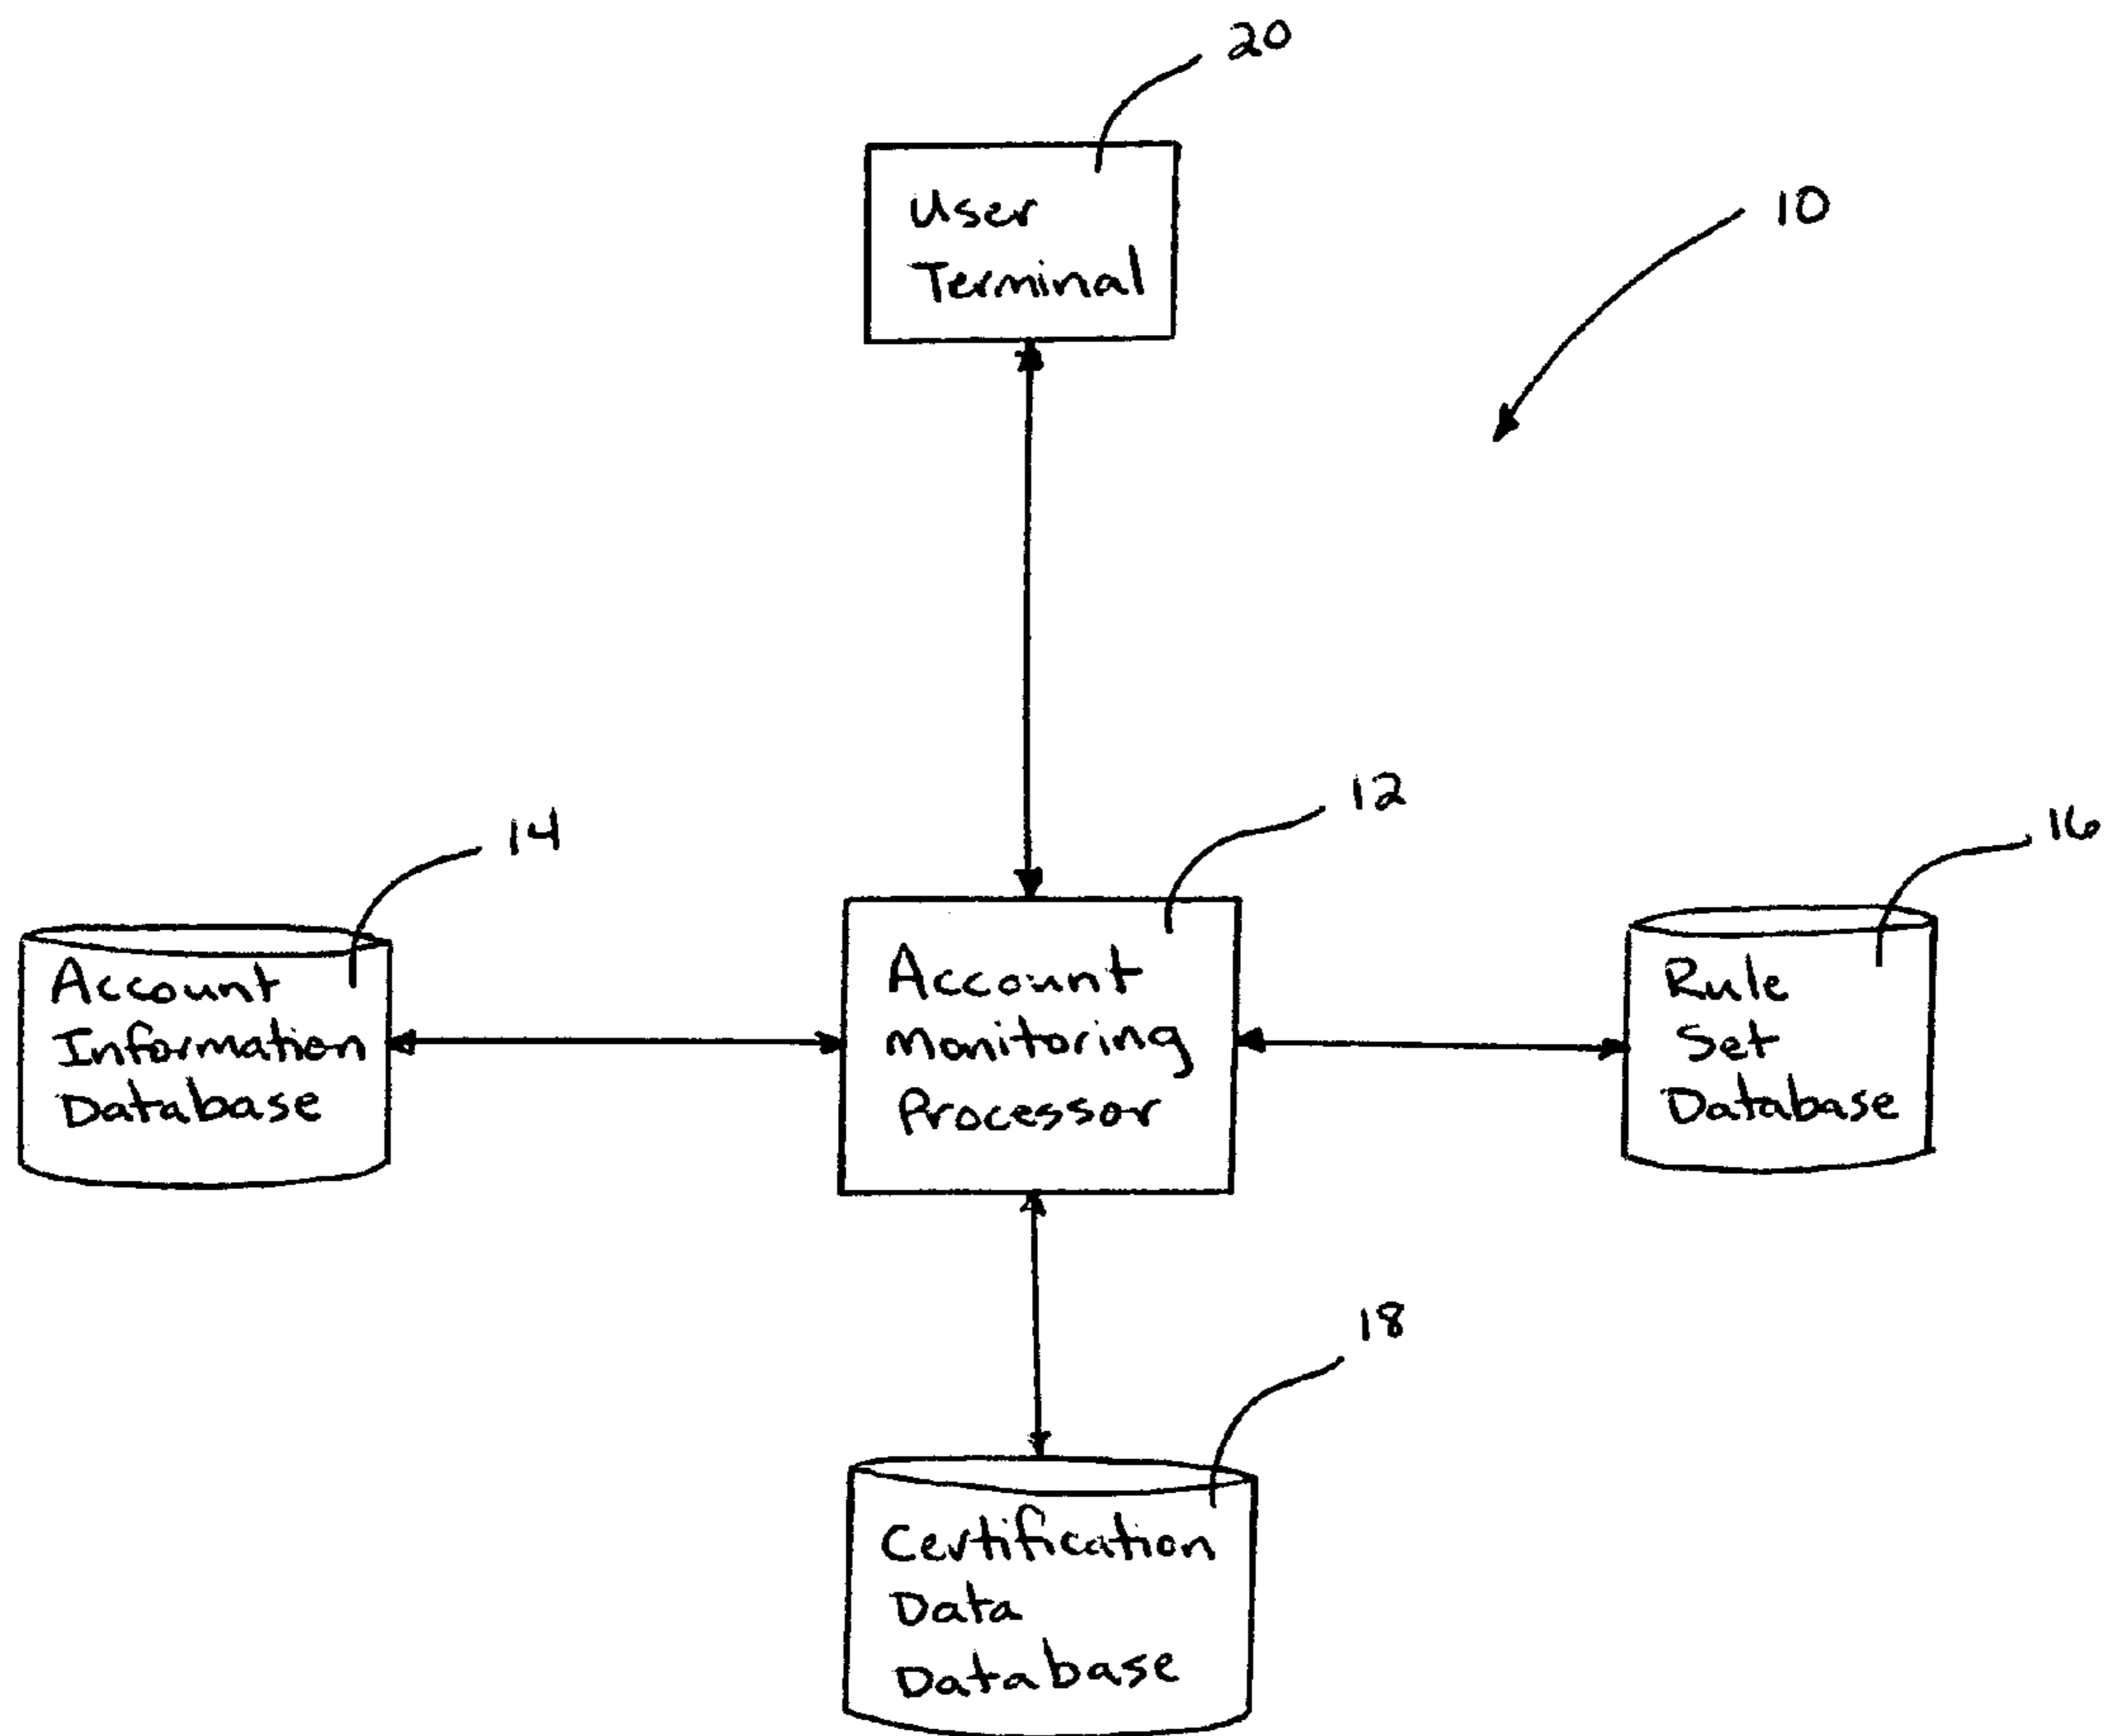 20
User
Terminal
10
12
14
16
Account
Information
Database
Account
Monitoring
Processor
Rule
Set
Database
18
Certification
Data
Database